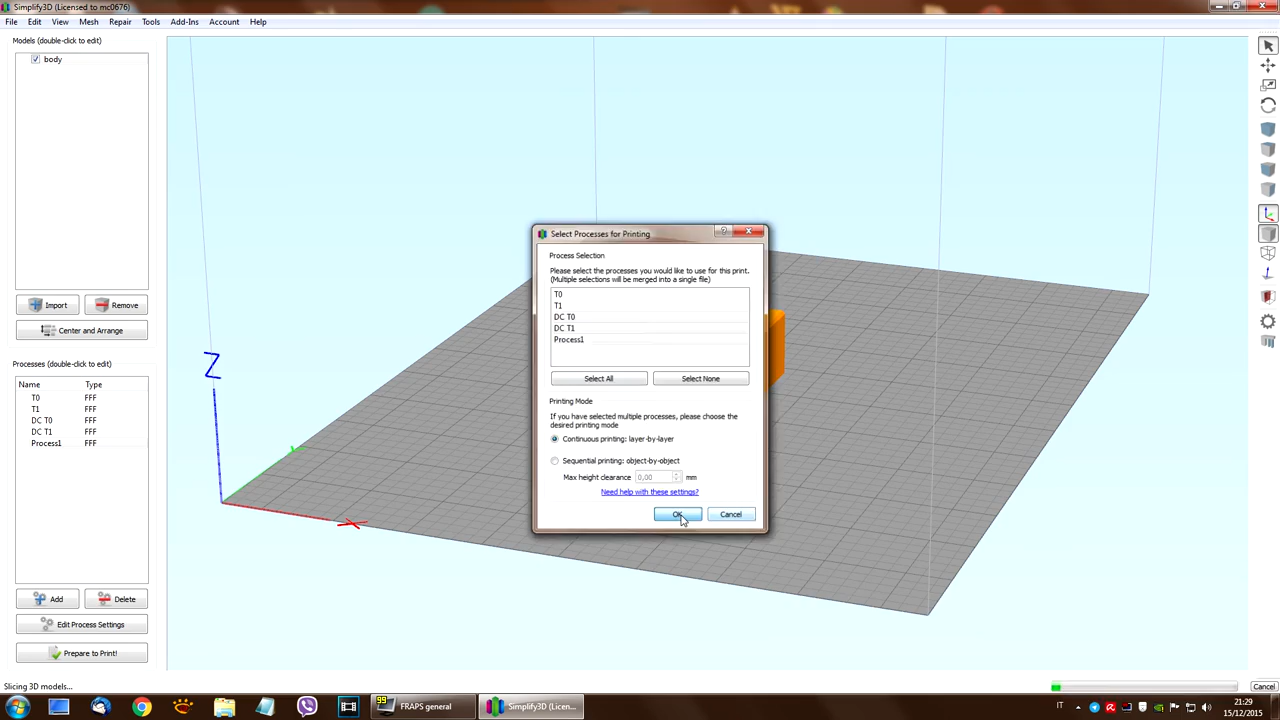 Simplify3D (Licensed to mc0676)
File Edit View Mesh Repair Tools Add-Ins Account Help
Models (double-click to edit)
body
Import Remove
Center and Arrange
Processes (double-click to edit)
Name Type
T0 FFF
T1 FFF
DC T0 FFF
DC T1 FFF
Process1 FFF
Add Delete
Edit Process Settings
Prepare to Print!
Slicing 3D models...
Z
Select Processes for Printing
Process Selection
Please select the processes you would like to use for this print.
(Multiple selections will be merged into a single file)
T0
T1
DC T0
DC T1
Process1
Select All Select None
Printing Mode
If you have selected multiple processes, please choose the
desired printing mode
Continuous printing: layer-by-layer
Sequential printing: object-by-object
Max height clearance 0,00 mm
Need help with these settings?
OK Cancel
Cancel
99 FRAPS general
Simplify3D (Licen...
IT
21:29
15/12/2015